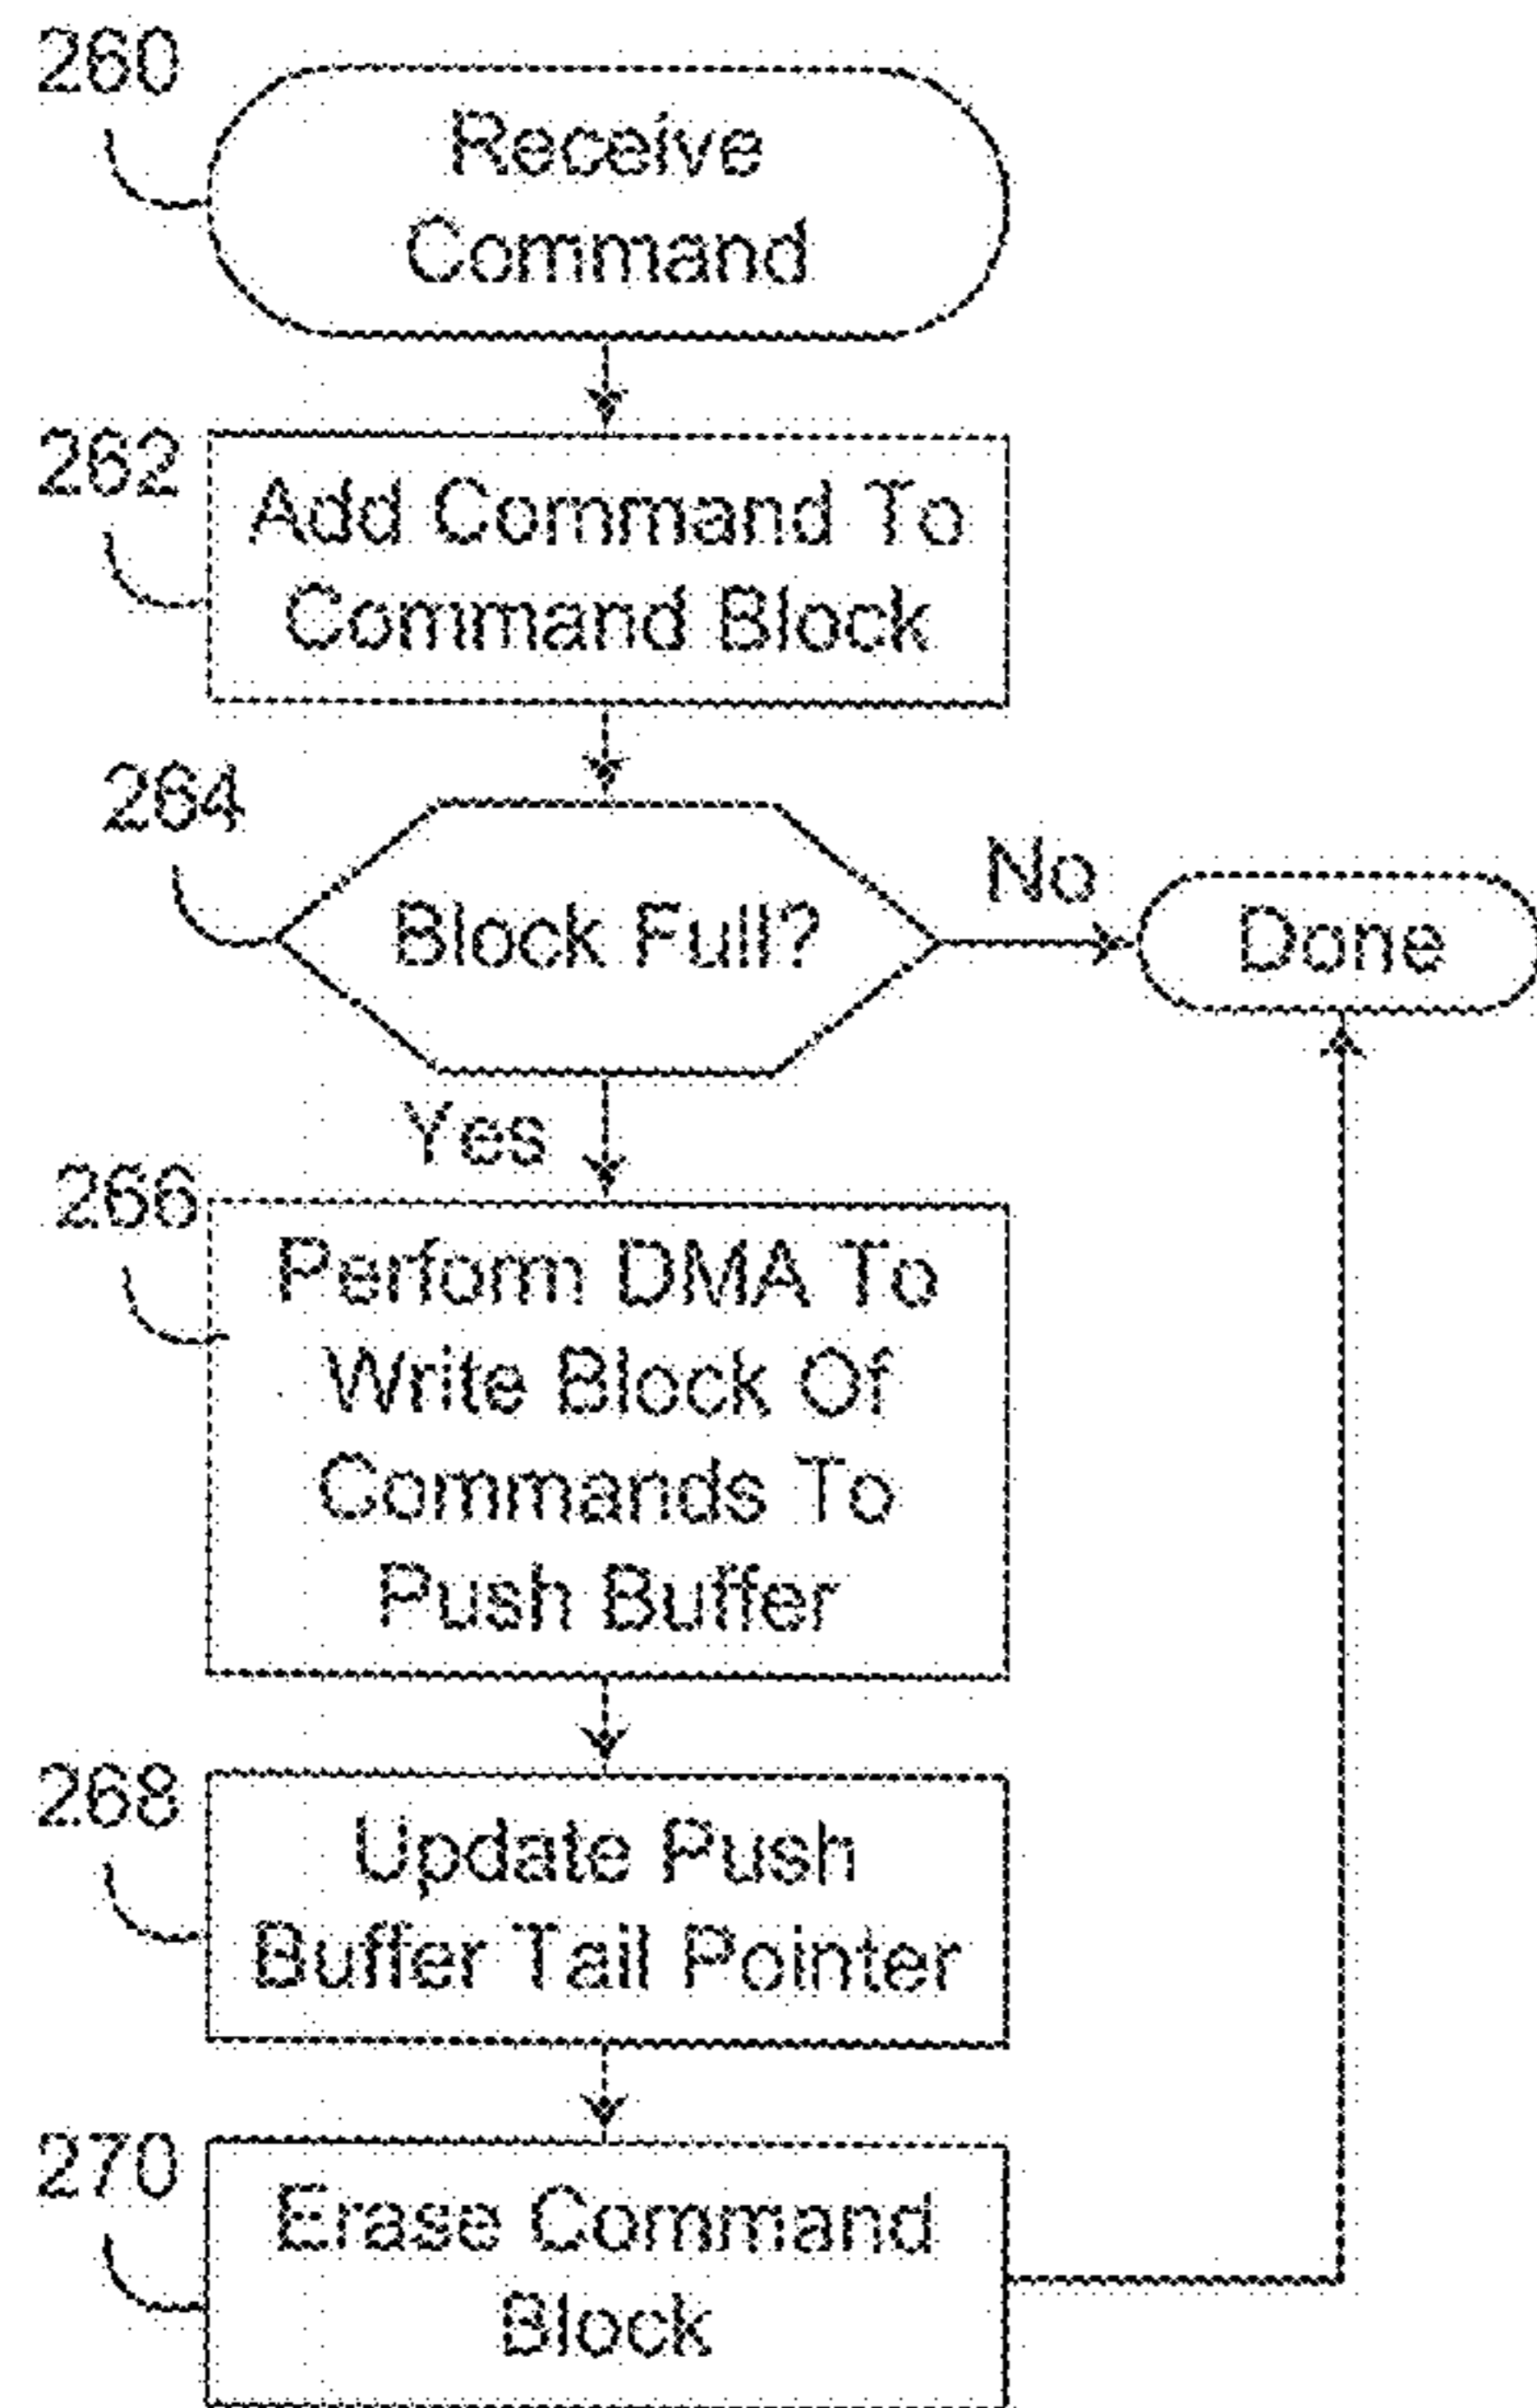 260
Receive
Command
262
Add Command To
Command Block
264
Block Full?
No
Done
Yes
266
Perform DMA To
Write Block Of
Commands To
Push Buffer
268
Update Push
Buffer Tail Pointer
270
Erase Command
Block